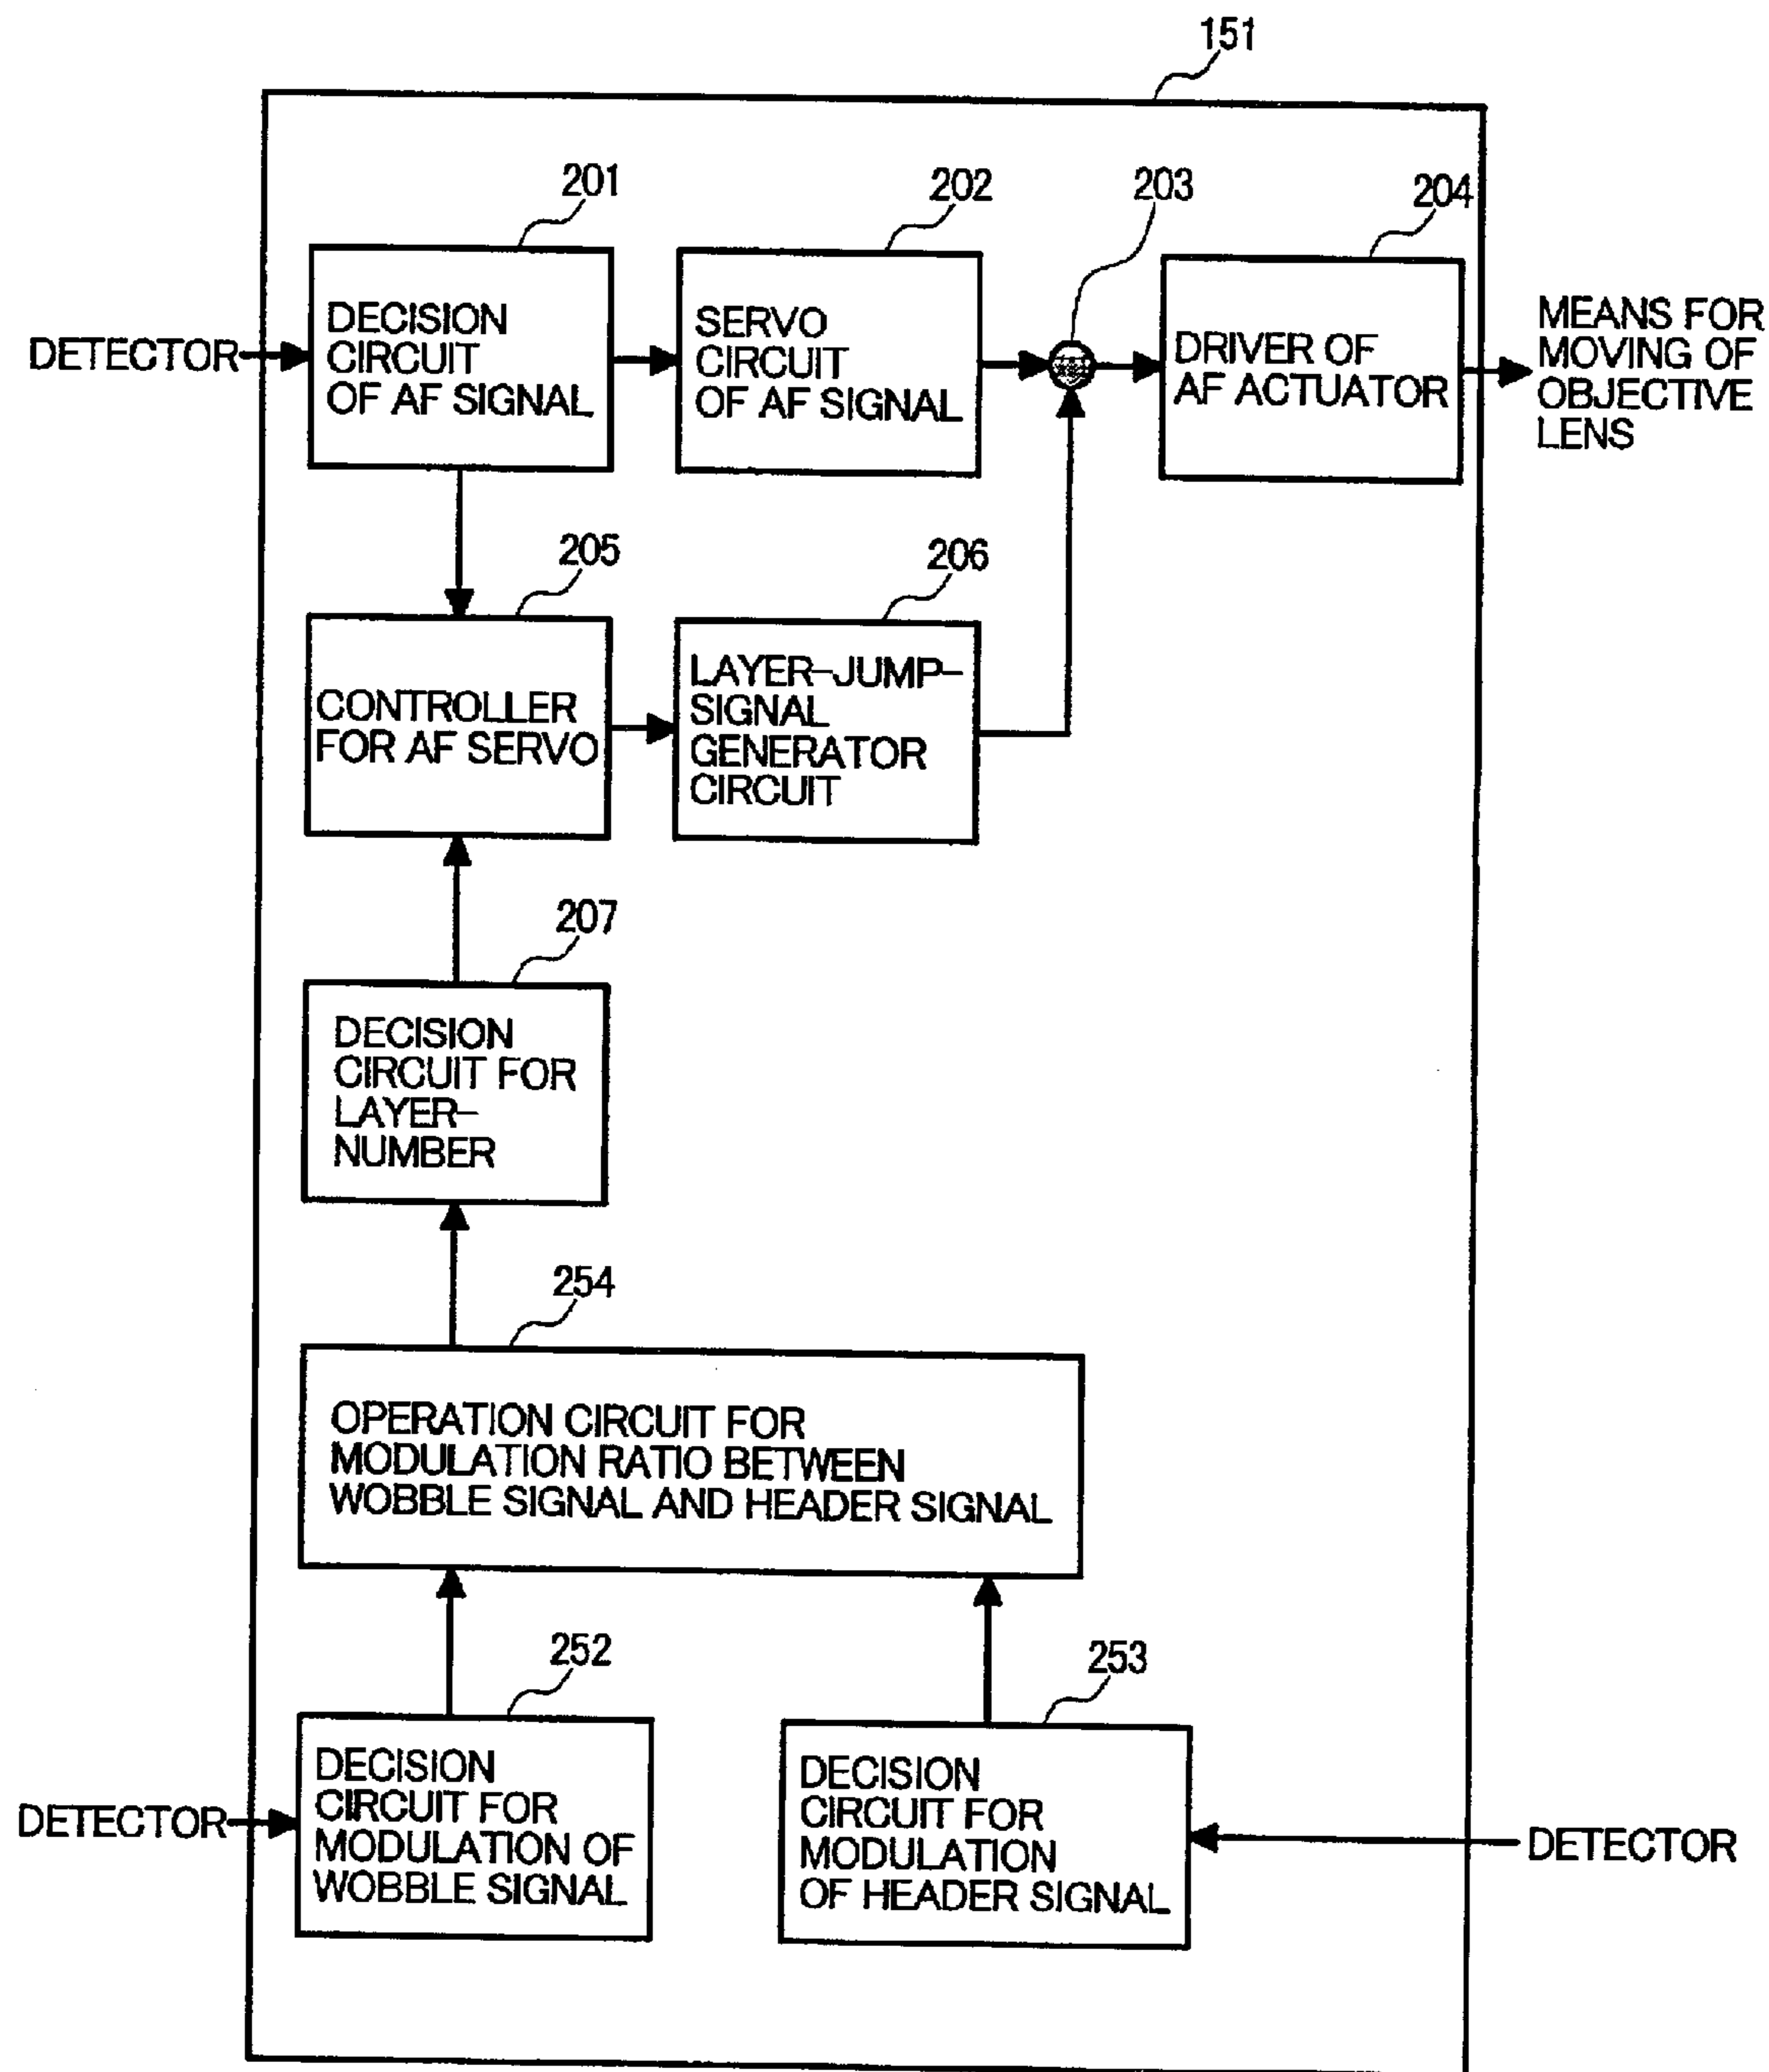 151
201
202
203
204
DETECTOR
DECISION
CIRCUIT
OF AF SIGNAL
SERVO
CIRCUIT
OF AF SIGNAL
DRIVER OF
AF ACTUATOR
MEANS FOR
MOVING OF
OBJECTIVE
LENS
205
206
CONTROLLER
FOR AF SERVO
LAYER-JUMP-
SIGNAL
GENERATOR
CIRCUIT
207
DECISION
CIRCUIT FOR
LAYER-
NUMBER
254
OPERATION CIRCUIT FOR
MODULATION RATIO BETWEEN
WOBBLE SIGNAL AND HEADER SIGNAL
252
253
DETECTOR
DECISION
CIRCUIT FOR
MODULATION OF
WOBBLE SIGNAL
DECISION
CIRCUIT FOR
MODULATION
OF HEADER SIGNAL
DETECTOR